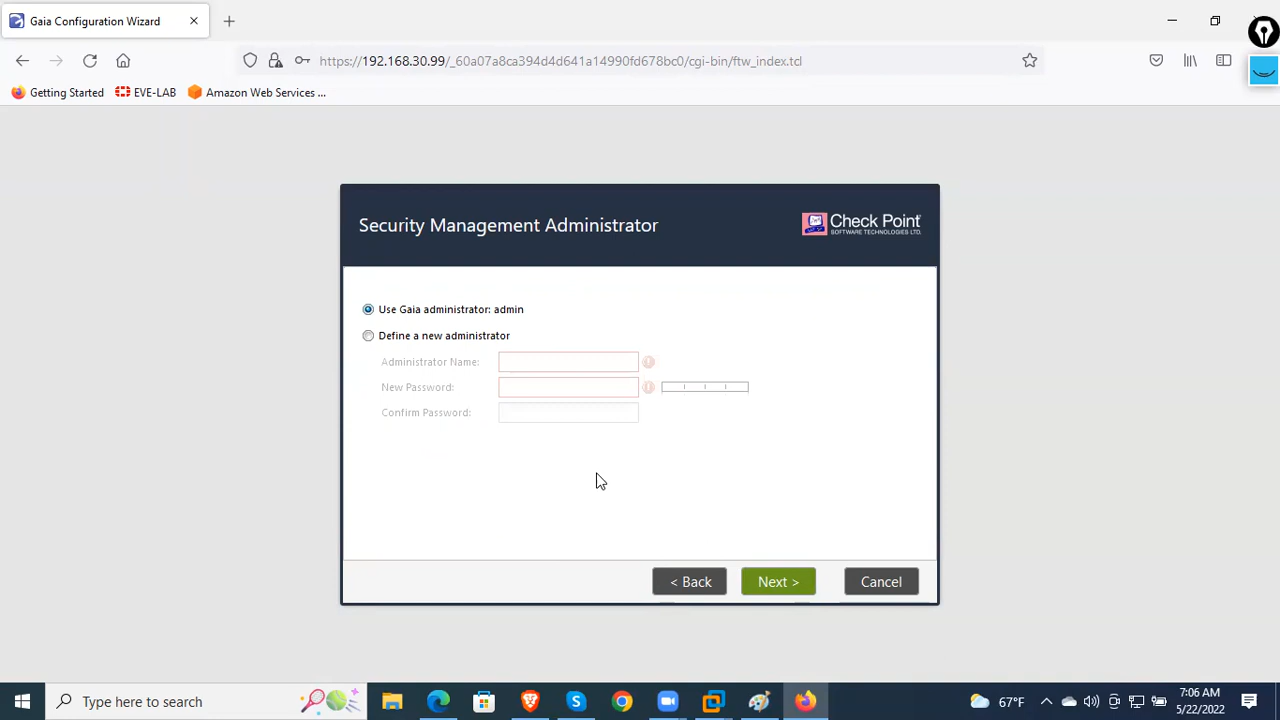 Gaia Configuration Wizard
https://192.168.30.99/_60a07a8ca394d4d641a14990fd678bc0/cgi-bin/ftw_index.tcl
Getting Started
EVE-LAB
Amazon Web Services ...
Security Management Administrator
Check Point
SOFTWARE TECHNOLOGIES LTD.
Use Gaia administrator: admin
Define a new administrator
Administrator Name:
New Password:
Confirm Password:
< Back
Next >
Cancel
Type here to search
67°F
7:06 AM
5/22/2022